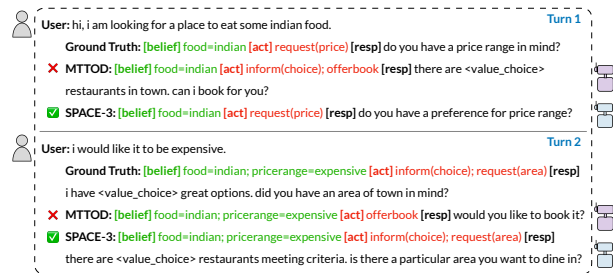 Turn 1
User: hi, i am looking for a place to eat some indian food.
Ground Truth: [belief] food=indian [act] request(price) [resp] do you have a price range in mind?
MTTOD: [belief] food=indian [act] inform(choice); offerbook [resp] there are <value_choice>
restaurants in town. can i book for you?
SPACE-3: [belief] food=indian [act] request(price) [resp] do you have a preference for price range?
Turn 2
User: i would like it to be expensive.
Ground Truth: [belief] food=indian; pricerange=expensive [act] inform(choice); request(area) [resp]
i have <value_choice> great options. did you have an area of town in mind?
MTTOD: [belief] food=indian; pricerange=expensive [act] offerbook [resp] would you like to book it?
SPACE-3: [belief] food=indian; pricerange=expensive [act] inform(choice); request(area) [resp]
there are <value_choice> restaurants meeting criteria. is there a particular area you want to dine in?